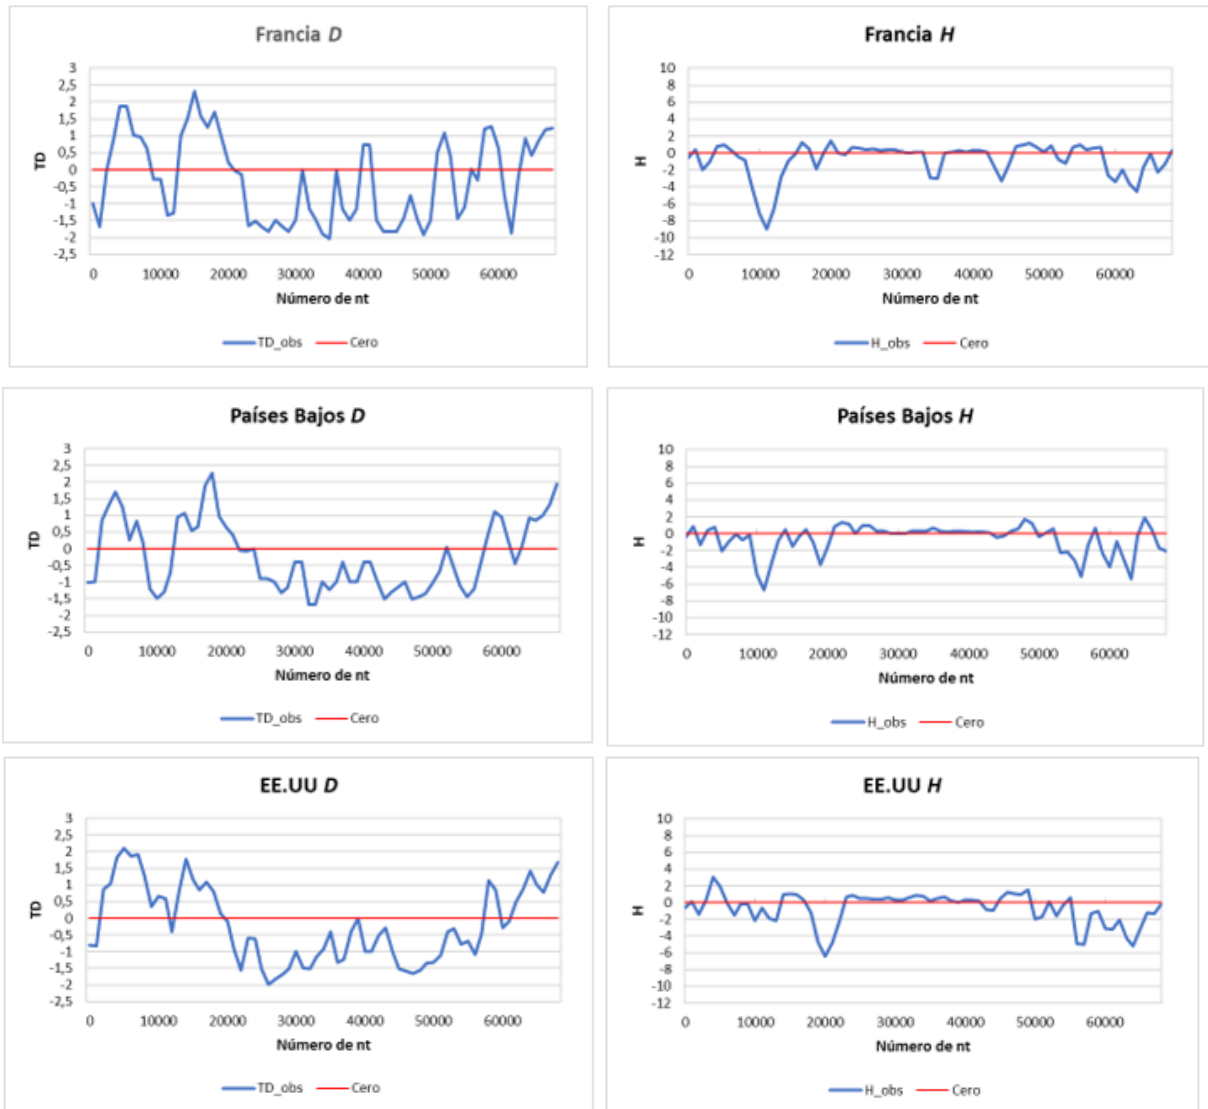 Francia D
3
2,5
2
1,5
1
0,5
0
-0,5
-1
-1,5
-2
-2,5
TD
0 10000 20000 30000 40000 50000 60000
Número de nt
TD_obs Cero
Francia H
10
8
6
4
2
0
-2
-4
-6
-8
-10
-12
H
0 10000 20000 30000 40000 50000 60000
Número de nt
H_obs Cero
Países Bajos D
3
2,5
2
1,5
1
0,5
0
-0,5
-1
-1,5
-2
-2,5
TD
0 10000 20000 30000 40000 50000 60000
Número de nt
TD_obs Cero
Países Bajos H
10
8
6
4
2
0
-2
-4
-6
-8
-10
-12
H
0 10000 20000 30000 40000 50000 60000
Número de nt
H_obs Cero
EE.UU D
3
2,5
2
1,5
1
0,5
0
-0,5
-1
-1,5
-2
-2,5
TD
0 10000 20000 30000 40000 50000 60000
Número de nt
TD_obs Cero
EE.UU H
10
8
6
4
2
0
-2
-4
-6
-8
-10
-12
H
0 10000 20000 30000 40000 50000 60000
Número de nt
H_obs Cero